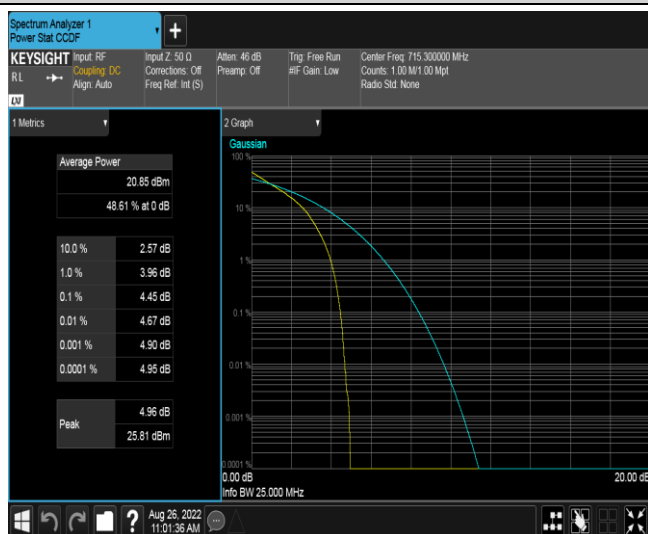 Spectrum Analyzer 1
Power Stat CCDF
+
KEYSIGHT
RL
LXI
Input: RF
Coupling: DC
Align: Auto
Input Z: 50 Ω
Corrections: Off
Freq Ref: Int (S)
Atten: 46 dB
Preamp: Off
Trig: Free Run
#IF Gain: Low
Center Freq: 715.300000 MHz
Counts: 1.00 M/1.00 Mpt
Radio Std: None
1 Metrics
Average Power
20.85 dBm
48.61 % at 0 dB
10.0 % 2.57 dB
1.0 % 3.96 dB
0.1 % 4.45 dB
0.01 % 4.67 dB
0.001 % 4.90 dB
0.0001 % 4.95 dB
Peak
4.96 dB
25.81 dBm
2 Graph
Gaussian
100 %
10 %
1 %
0.1 %
0.01 %
0.001 %
0.0001 %
0.00 dB
20.00 dB
Info BW 25.000 MHz
?
Aug 26, 2022
11:01:36 AM